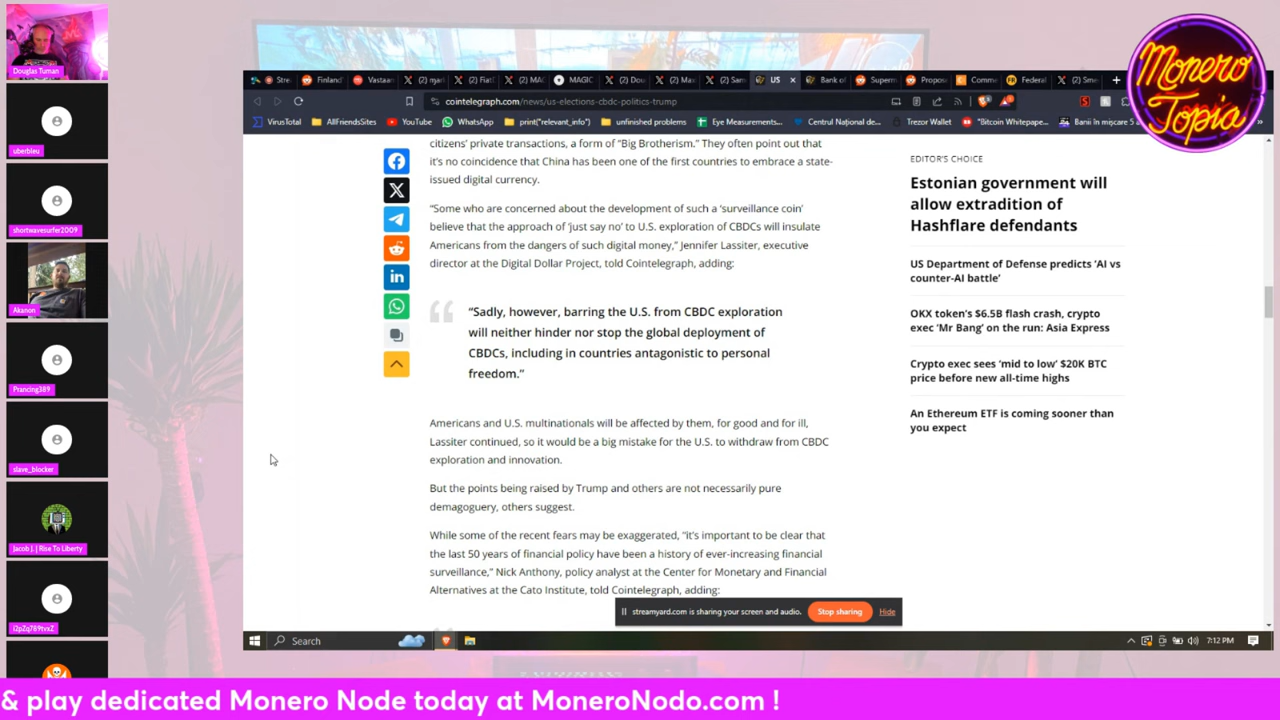 Douglas Tuman
uberbleu
shortwavesurfer2009
Akanon
Prancing389
slave_blocker
Jacob J. | Rise To Liberty
l2pZq789tvxZ
Stre
Finland
Vastaan
(2) mon
(2) Fiat
(2) MAG
MAGIC
(2) Dou
(2) Max
(2) Sam
US
Bank of
Superm
Propos
Comme
Federal
(2) Sme
cointelegraph.com/news/us-elections-cbdc-politics-trump
VirusTotal
AllFriendsSites
YouTube
WhatsApp
print("relevant_info")
unfinished problems
Eye Measurements...
Centrul Național de...
Trezor Wallet
"Bitcoin Whitepape...
Banii în mișcare 5
Monero
Topia
citizens' private transactions, a form of “Big Brotherism.” They often point out that
it's no coincidence that China has been one of the first countries to embrace a state-
issued digital currency.
“Some who are concerned about the development of such a ‘surveillance coin’
believe that the approach of ‘just say no’ to U.S. exploration of CBDCs will insulate
Americans from the dangers of such digital money,” Jennifer Lassiter, executive
director at the Digital Dollar Project, told Cointelegraph, adding:
“Sadly, however, barring the U.S. from CBDC exploration
will neither hinder nor stop the global deployment of
CBDCs, including in countries antagonistic to personal
freedom.”
Americans and U.S. multinationals will be affected by them, for good and for ill,
Lassiter continued, so it would be a big mistake for the U.S. to withdraw from CBDC
exploration and innovation.
But the points being raised by Trump and others are not necessarily pure
demagoguery, others suggest.
While some of the recent fears may be exaggerated, “it's important to be clear that
the last 50 years of financial policy have been a history of ever-increasing financial
surveillance,” Nick Anthony, policy analyst at the Center for Monetary and Financial
Alternatives at the Cato Institute, told Cointelegraph, adding:
EDITOR'S CHOICE
Estonian government will
allow extradition of
Hashflare defendants
US Department of Defense predicts ‘AI vs
counter-AI battle’
OKX token's $6.5B flash crash, crypto
exec ‘Mr Bang’ on the run: Asia Express
Crypto exec sees ‘mid to low’ $20K BTC
price before new all-time highs
An Ethereum ETF is coming sooner than
you expect
streamyard.com is sharing your screen and audio.
Stop sharing
Hide
Search
7:12 PM
& play dedicated Monero Node today at MoneroNodo.com !